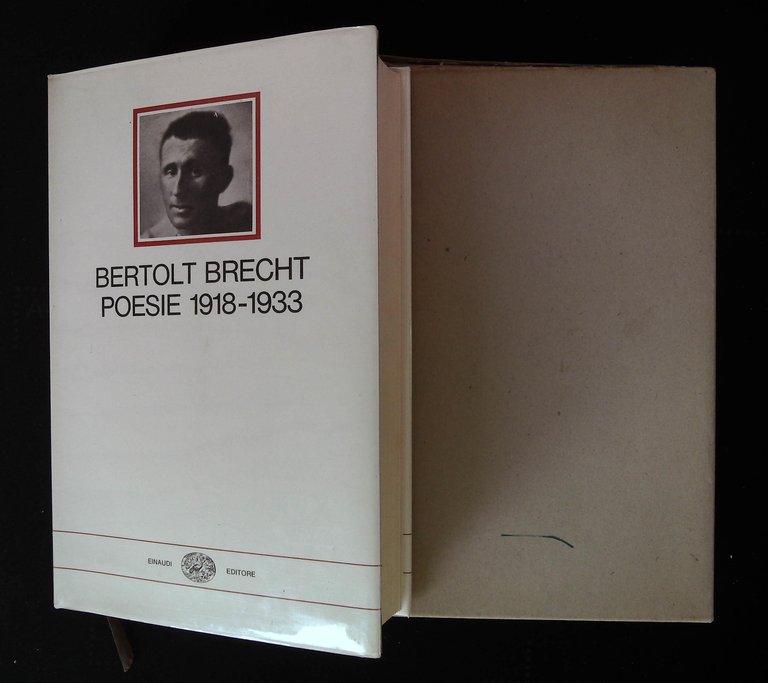 BERTOLT BRECHT
POESIE 1918-1933
EINAUDI EDITORE